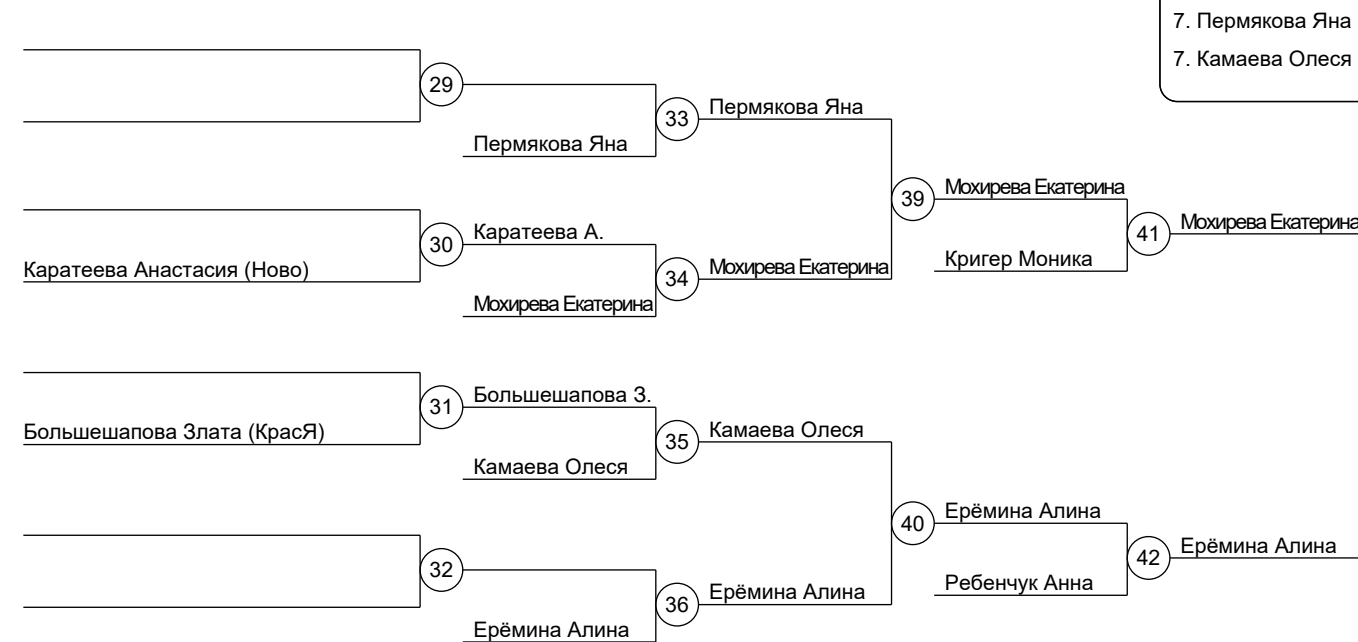 7. Пермякова Яна
7. Камаева Олеся
29
Пермякова Яна
33
Пермякова Яна
39
Мохирева Екатерина
41
Мохирева Екатерина
Каратеева Анастасия (Ново)
30
Каратеева А.
Мохирева Екатерина
34
Мохирева Екатерина
Кригер Моника
Большешапова Злата (КрасЯ)
31
Большешапова З.
Камаева Олеся
35
Камаева Олеся
40
Ерёмина Алина
42
Ерёмина Алина
32
Ерёмина Алина
36
Ерёмина Алина
Ребенчук Анна